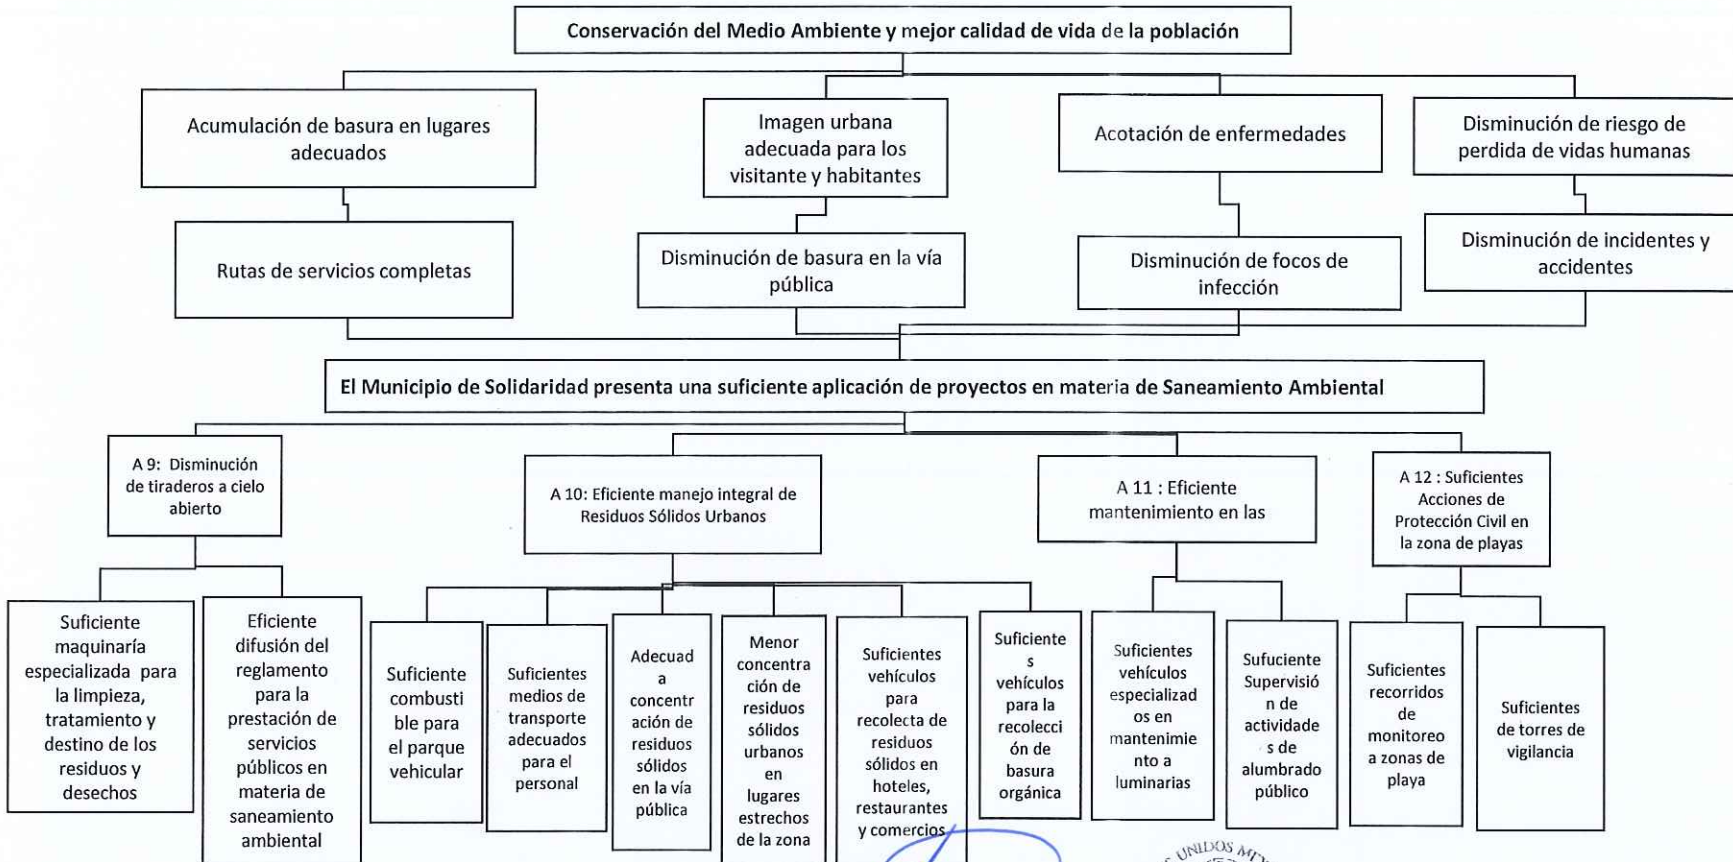 Conservación del Medio Ambiente y mejor calidad de vida de la población
Acumulación de basura en lugares
adecuados
Imagen urbana
adecuada para los
visitante y habitantes
Acotación de enfermedades
Disminución de riesgo de
perdida de vidas humanas
Rutas de servicios completas
Disminución de basura en la vía
pública
Disminución de focos de
infección
Disminución de incidentes y
accidentes
El Municipio de Solidaridad presenta una suficiente aplicación de proyectos en materia de Saneamiento Ambiental
A 9: Disminución
de tiraderos a cielo
abierto
A 10: Eficiente manejo integral de
Residuos Sólidos Urbanos
A 11 : Eficiente
mantenimiento en las
A 12 : Suficientes
Acciones de
Protección Civil en
la zona de playas
Suficiente
maquinaría
especializada para
la limpieza,
tratamiento y
destino de los
residuos y
desechos
Eficiente
difusión del
reglamento
para la
prestación de
servicios
públicos en
materia de
saneamiento
ambiental
Suficiente
combusti
ble para
el parque
vehicular
Suficientes
medios de
transporte
adecuados
para el
personal
Adecuad
a
concentr
ación de
residuos
sólidos
en la vía
pública
Menor
concentra
ción de
residuos
sólidos
urbanos
en
lugares
estrechos
de la zona
Suficientes
vehículos
para
recolecta de
residuos
sólidos en
hoteles,
restaurantes
y comercios
Suficiente
s
vehículos
para la
recolecci
ón de
basura
orgánica
Suficientes
vehículos
especializad
os en
mantenimie
nto a
luminarias
Sufuciente
Supervisió
n de
actividade
s de
alumbrado
público
Suficientes
recorridos
de
monitoreo
a zonas de
playa
Suficientes
de torres de
vigilancia
UNIDOS